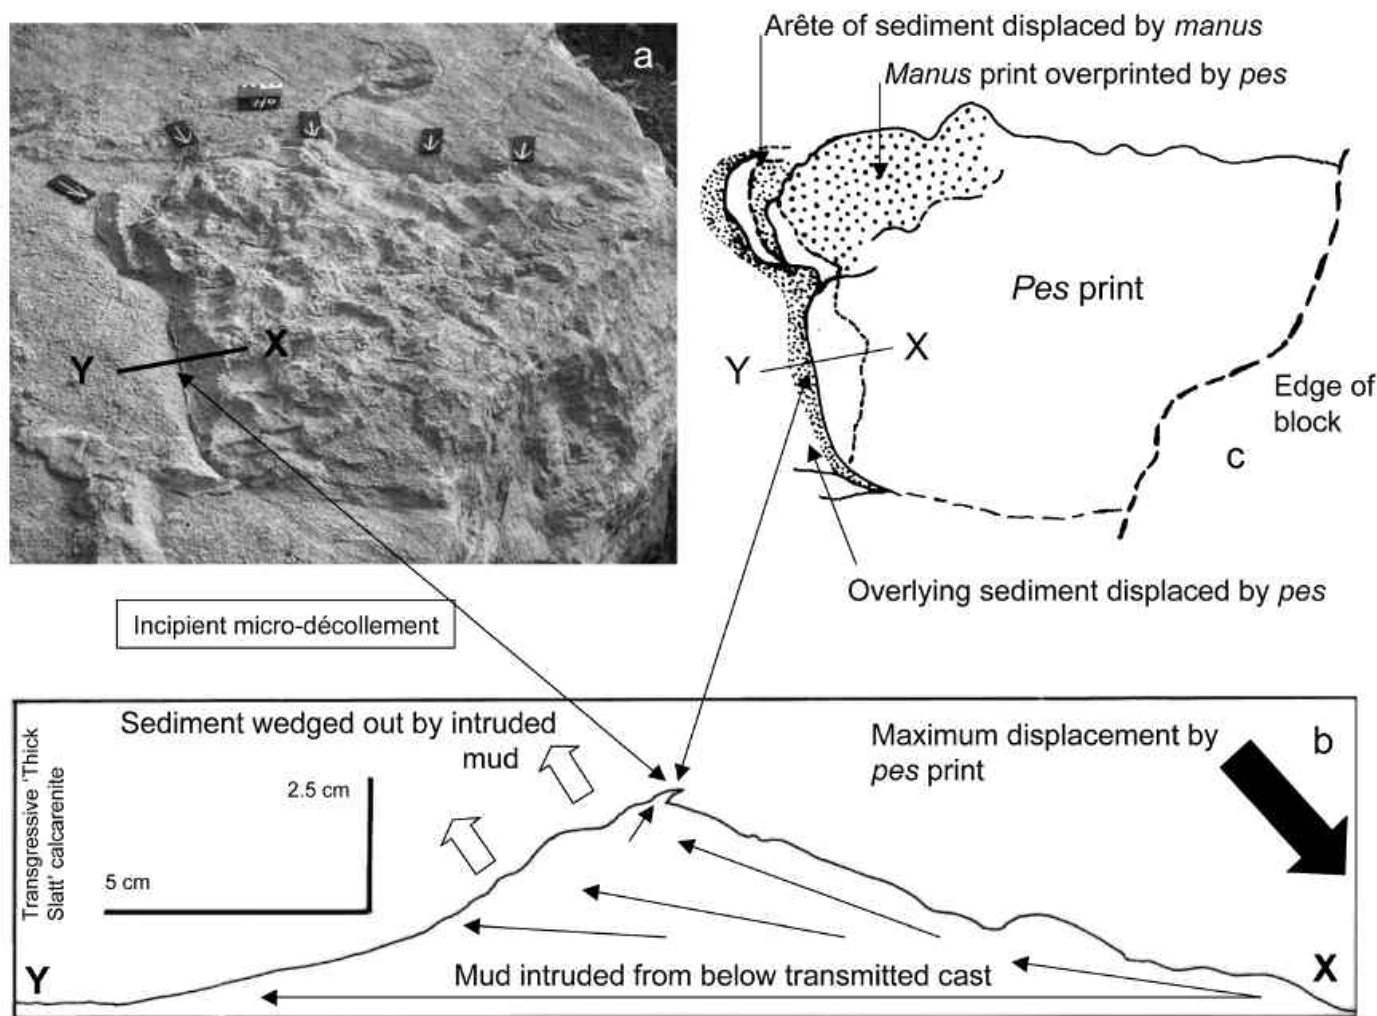 a
Y
X
Arête of sediment displaced by manus
Manus print overprinted by pes
Pes print
Y
X
Edge of
block
c
Overlying sediment displaced by pes
Incipient micro-décollement
Transgressive 'Thick
Slatt' calcarenite
Sediment wedged out by intruded
mud
2.5 cm
5 cm
Maximum displacement by
pes print
b
Y
Mud intruded from below transmitted cast
X